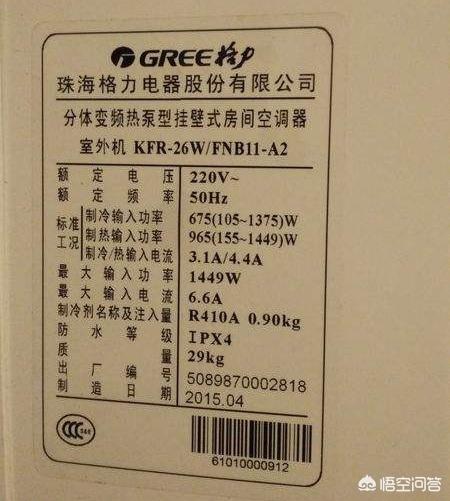 GREE 格力
珠海格力电器股份有限公司
分体变频热泵型挂壁式房间空调器
室外机 KFR-26W/FNB11-A2
额定电压 220V~
额定频率 50Hz
标准工况 制冷输入功率 675(105~1375)W
制热输入功率 965(155~1449)W
制冷/热输入电流 3.1A/4.4A
最大输入功率 1449W
最大输入电流 6.6A
制冷剂名称及注入量 R410A 0.90kg
防水等级 IPX4
质量 29kg
出厂编号 5089870002818
制造日期 2015.04
CCC S&E
61010000912
悟空问答